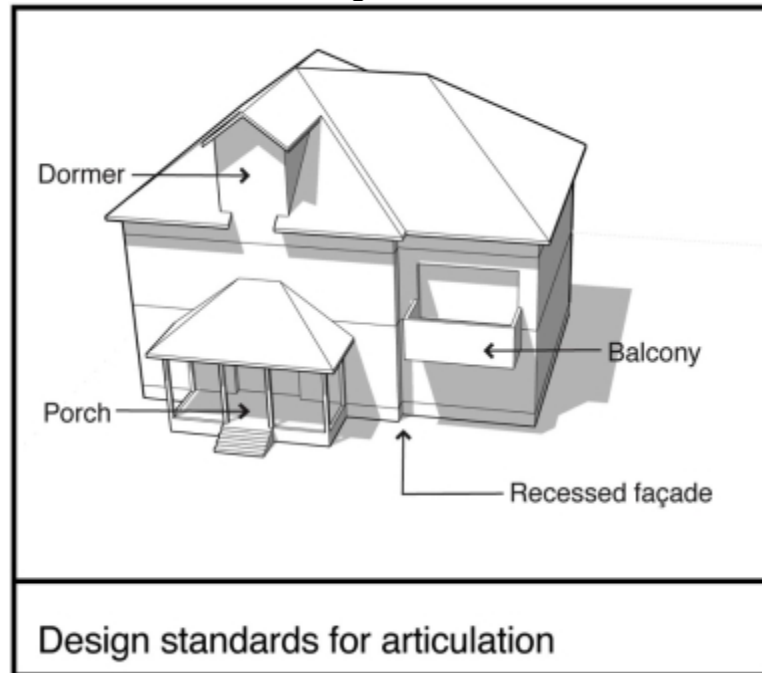 Dormer
Balcony
Porch
Recessed façade
Design standards for articulation